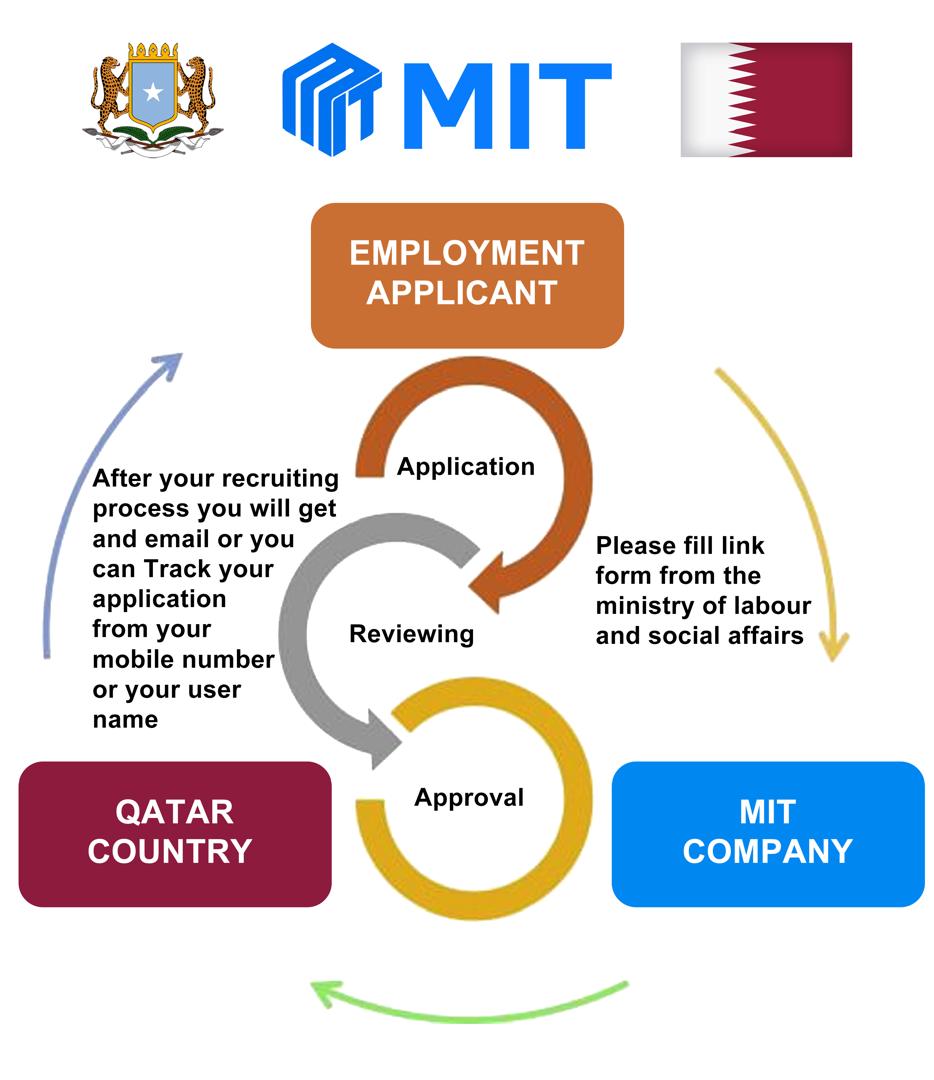 MIT
EMPLOYMENT
APPLICANT
Application
After your recruiting
process you will get
and email or you
can Track your
application
from your
mobile number
or your user
name
Please fill link
form from the
ministry of labour
and social affairs
Reviewing
Approval
QATAR
COUNTRY
MIT
COMPANY